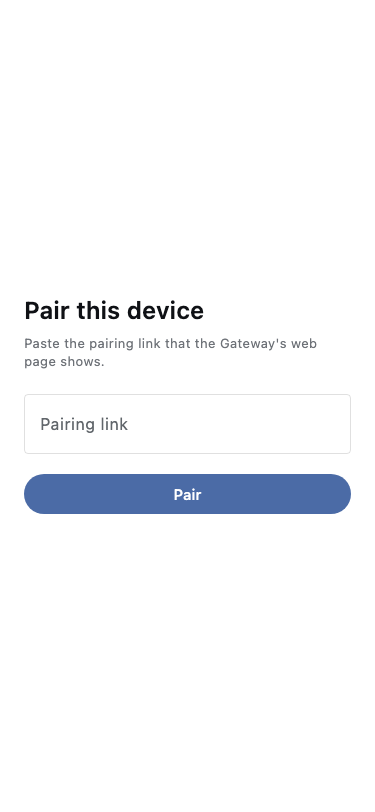 Pair this device
Paste the pairing link that the Gateway's web
page shows.
Pairing link
Pair